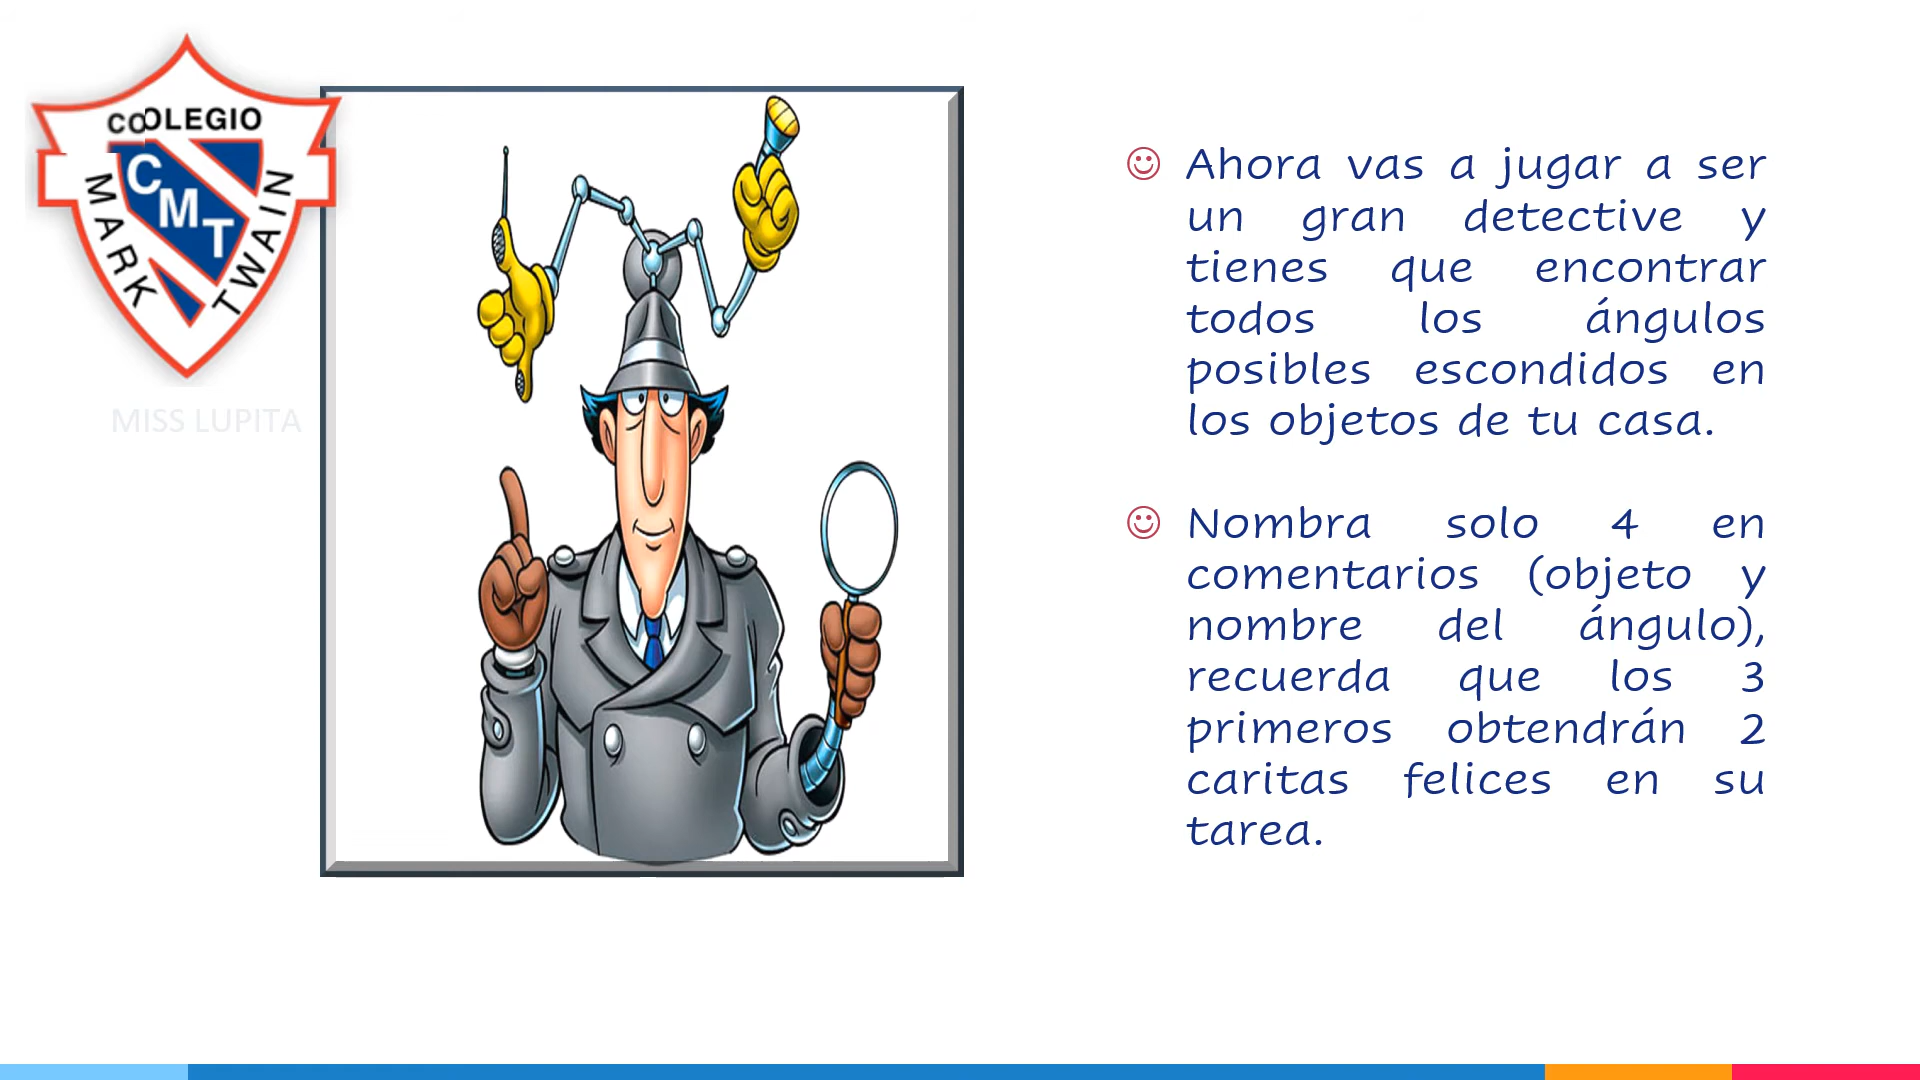 COOLEGIO
CMT
MARK TWAIN
MISS LUPITA
Ahora vas a jugar a ser
un gran detective y
tienes que encontrar
todos los ángulos
posibles escondidos en
los objetos de tu casa.
Nombra solo 4 en
comentarios (objeto y
nombre del ángulo),
recuerda que los 3
primeros obtendrán 2
caritas felices en su
tarea.